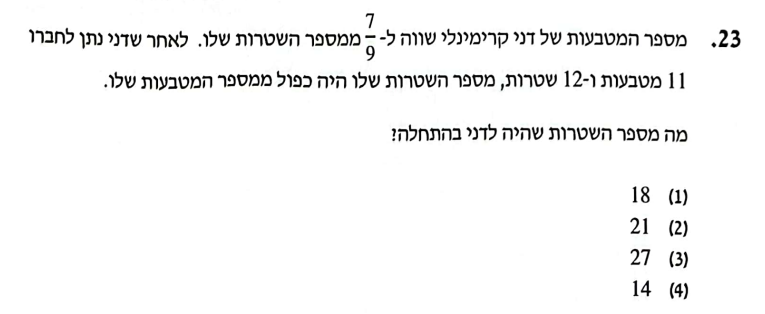 23. מספר המטבעות של דני קרימינלי שווה ל-7/9 ממספר השטרות שלו. לאחר שדני נתן לחברו
11 מטבעות ו-12 שטרות, מספר השטרות שלו היה כפול ממספר המטבעות שלו.
מה מספר השטרות שהיה לדני בהתחלה?
(1) 18
(2) 21
(3) 27
(4) 14